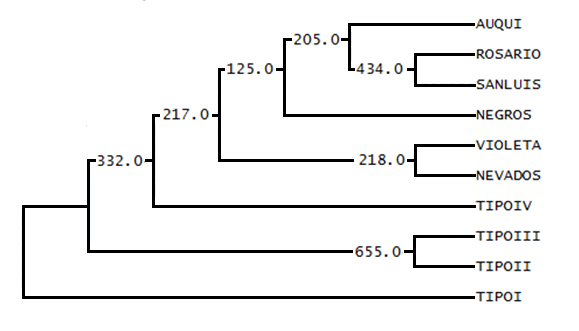 AUQUI
205.0
ROSARIO
125.0 434.0
SANLUIS
217.0 NEGROS
VIOLETA
332.0 218.0
NEVADOS
TIPOIV
TIPOIII
655.0
TIPOII
TIPOI